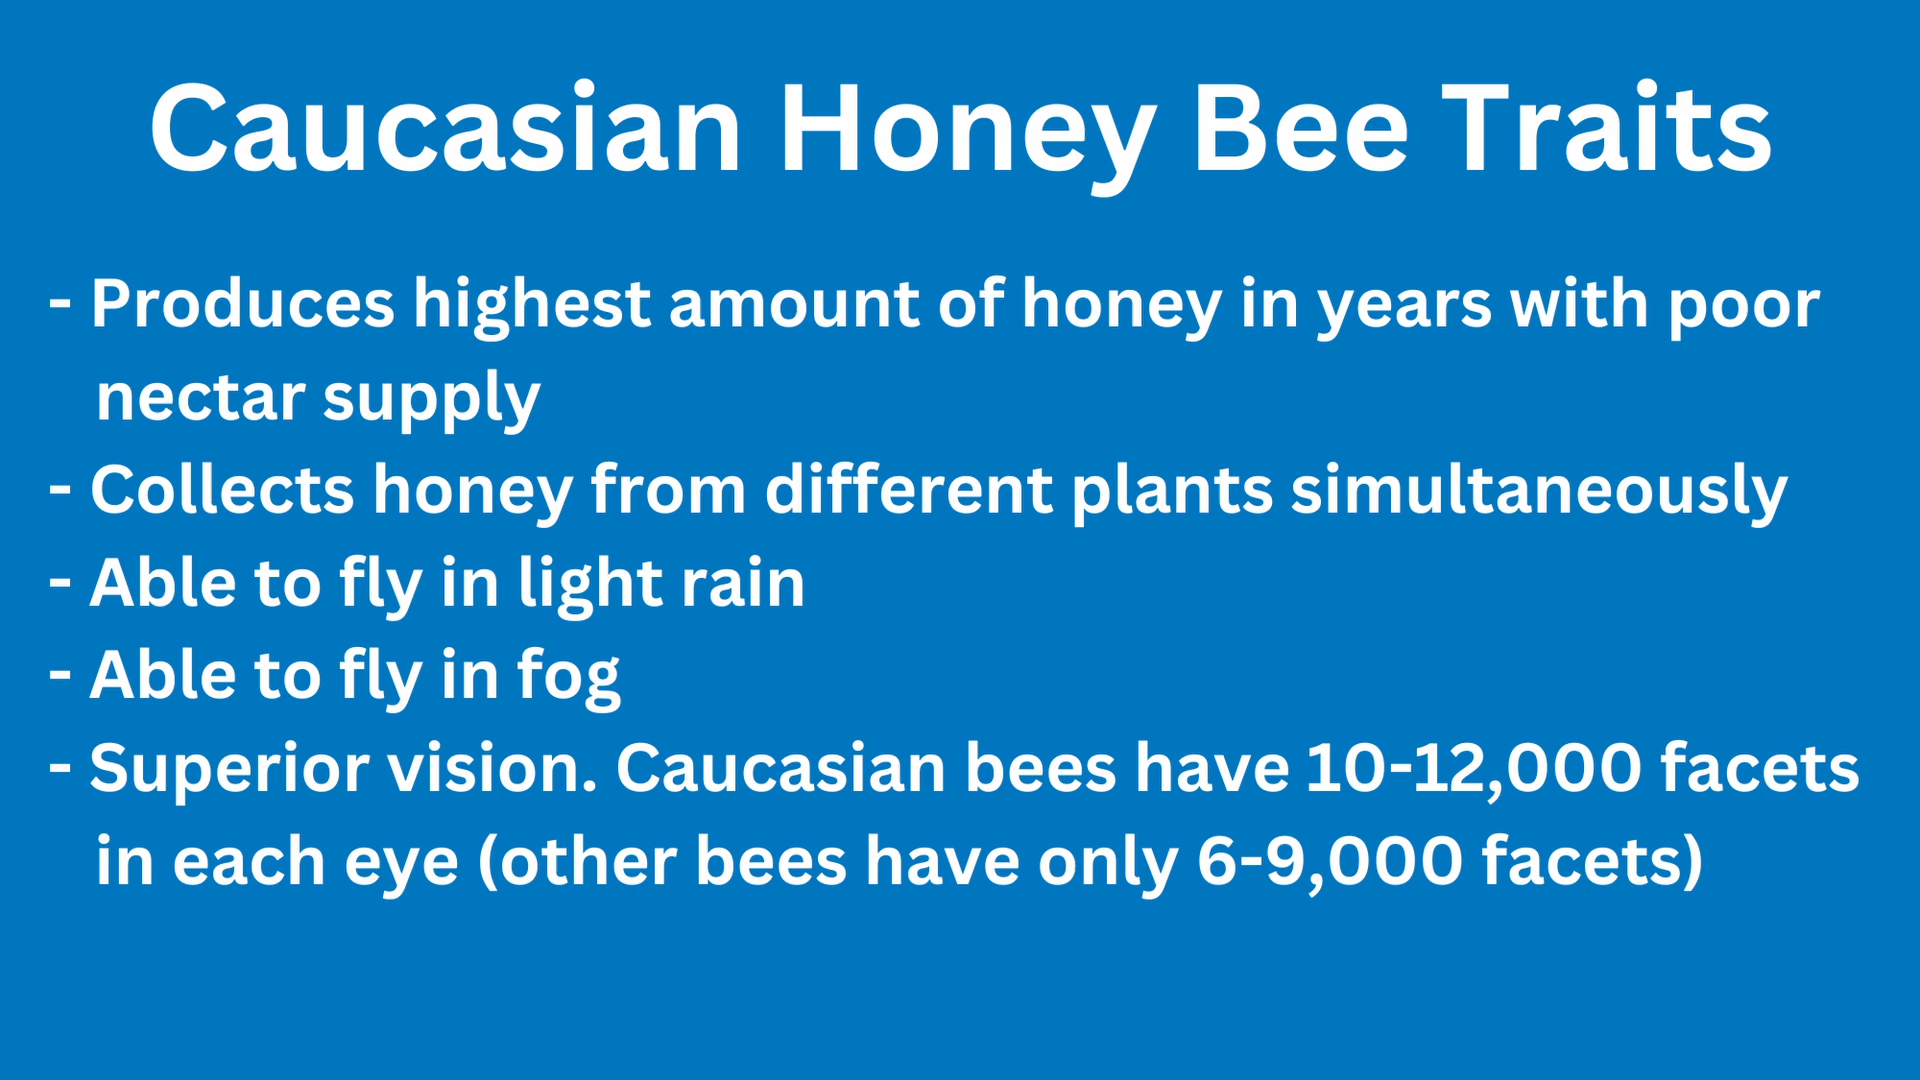 Caucasian Honey Bee Traits
- Produces highest amount of honey in years with poor
nectar supply
- Collects honey from different plants simultaneously
- Able to fly in light rain
- Able to fly in fog
- Superior vision. Caucasian bees have 10-12,000 facets
in each eye (other bees have only 6-9,000 facets)